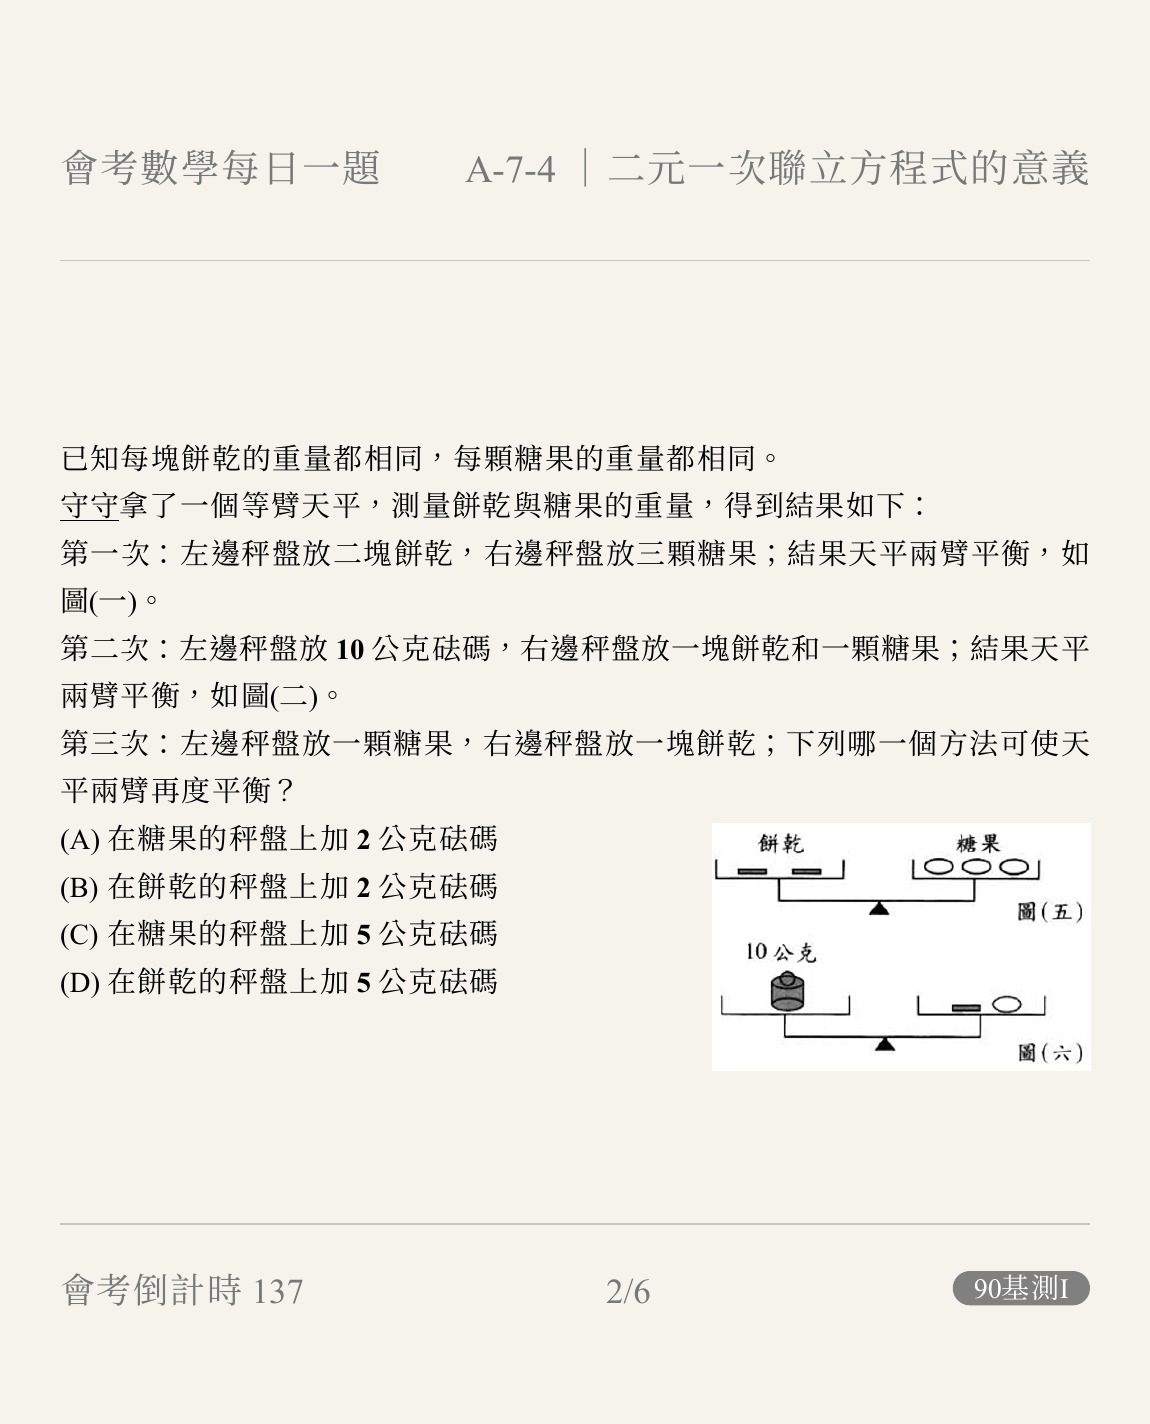 會考數學每日一題
A-7-4 │二元一次聯立方程式的意義
已知每塊餅乾的重量都相同，每顆糖果的重量都相同。
守守拿了一個等臂天平，測量餅乾與糖果的重量，得到結果如下：
第一次：左邊秤盤放二塊餅乾，右邊秤盤放三顆糖果；結果天平兩臂平衡，如
圖(一)。
第二次：左邊秤盤放 10 公克砝碼，右邊秤盤放一塊餅乾和一顆糖果；結果天平
兩臂平衡，如圖(二)。
第三次：左邊秤盤放一顆糖果，右邊秤盤放一塊餅乾；下列哪一個方法可使天
平兩臂再度平衡？
(A) 在糖果的秤盤上加 2 公克砝碼
(B) 在餅乾的秤盤上加 2 公克砝碼
(C) 在糖果的秤盤上加 5 公克砝碼
(D) 在餅乾的秤盤上加 5 公克砝碼
餅乾
糖果
圖(五)
10 公克
圖(六)
會考倒計時 137
2/6
90基測I